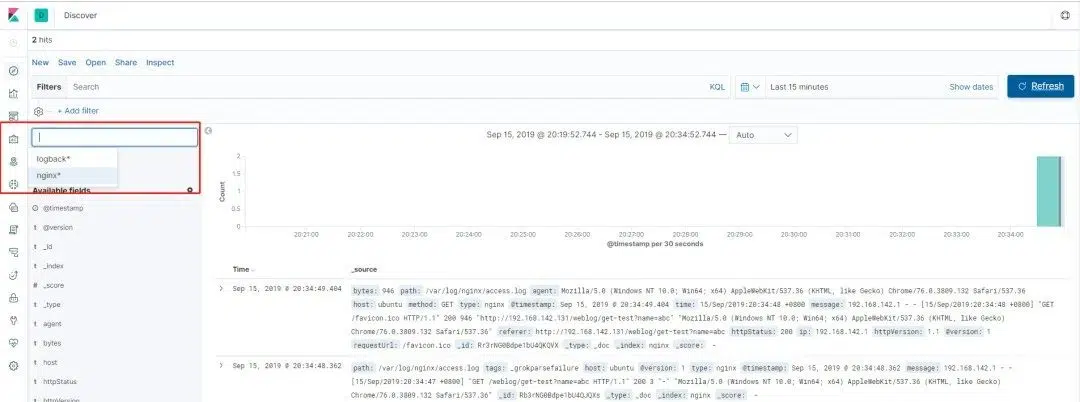 D Discover
2 hits
New Save Open Share Inspect
Filters Search KQL Last 15 minutes Show dates Refresh
+ Add filter
logback*
nginx*
Available fields
@timestamp
t @version
t _id
t _index
# _score
t _type
t agent
t bytes
t host
t httpStatus
t httpVersion
Sep 15, 2019 @ 20:19:52.744 - Sep 15, 2019 @ 20:34:52.744 — Auto
Count
2
1.5
1
0.5
0
20:21:00 20:22:00 20:23:00 20:24:00 20:25:00 20:26:00 20:27:00 20:28:00 20:29:00 20:30:00 20:31:00 20:32:00 20:33:00 20:34:00
@timestamp per 30 seconds
Time _source
Sep 15, 2019 @ 20:34:49.404 bytes: 946 path: /var/log/nginx/access.log agent: Mozilla/5.0 (Windows NT 10.0; Win64; x64) AppleWebKit/537.36 (KHTML, like Gecko) Chrome/76.0.3809.132 Safari/537.36
host: ubuntu method: GET type: nginx @timestamp: Sep 15, 2019 @ 20:34:49.404 time: 15/Sep/2019:20:34:48 +0800 message: 192.168.142.1 - - [15/Sep/2019:20:34:48 +0800] "GET
/favicon.ico HTTP/1.1" 200 946 "http://192.168.142.131/weblog/get-test?name=abc" "Mozilla/5.0 (Windows NT 10.0; Win64; x64) AppleWebKit/537.36 (KHTML, like Gecko)
Chrome/76.0.3809.132 Safari/537.36" referer: http://192.168.142.131/weblog/get-test?name=abc httpStatus: 200 ip: 192.168.142.1 httpVersion: 1.1 @version: 1
requestUrl: /favicon.ico _id: Rr3rNG0Bdpe1bU4QKQVX _type: _doc _index: nginx _score: -
Sep 15, 2019 @ 20:34:48.362 path: /var/log/nginx/access.log tags: _grokparsefailure host: ubuntu @version: 1 type: nginx @timestamp: Sep 15, 2019 @ 20:34:48.362 message: 192.168.142.1 - -
[15/Sep/2019:20:34:47 +0800] "GET /weblog/get-test?name=abc HTTP/1.1" 200 3 "-" "Mozilla/5.0 (Windows NT 10.0; Win64; x64) AppleWebKit/537.36 (KHTML, like Gecko)
Chrome/76.0.3809.132 Safari/537.36" _id: Rb3rNG0Bdpe1bU4QJQXs _type: _doc _index: nginx _score: -